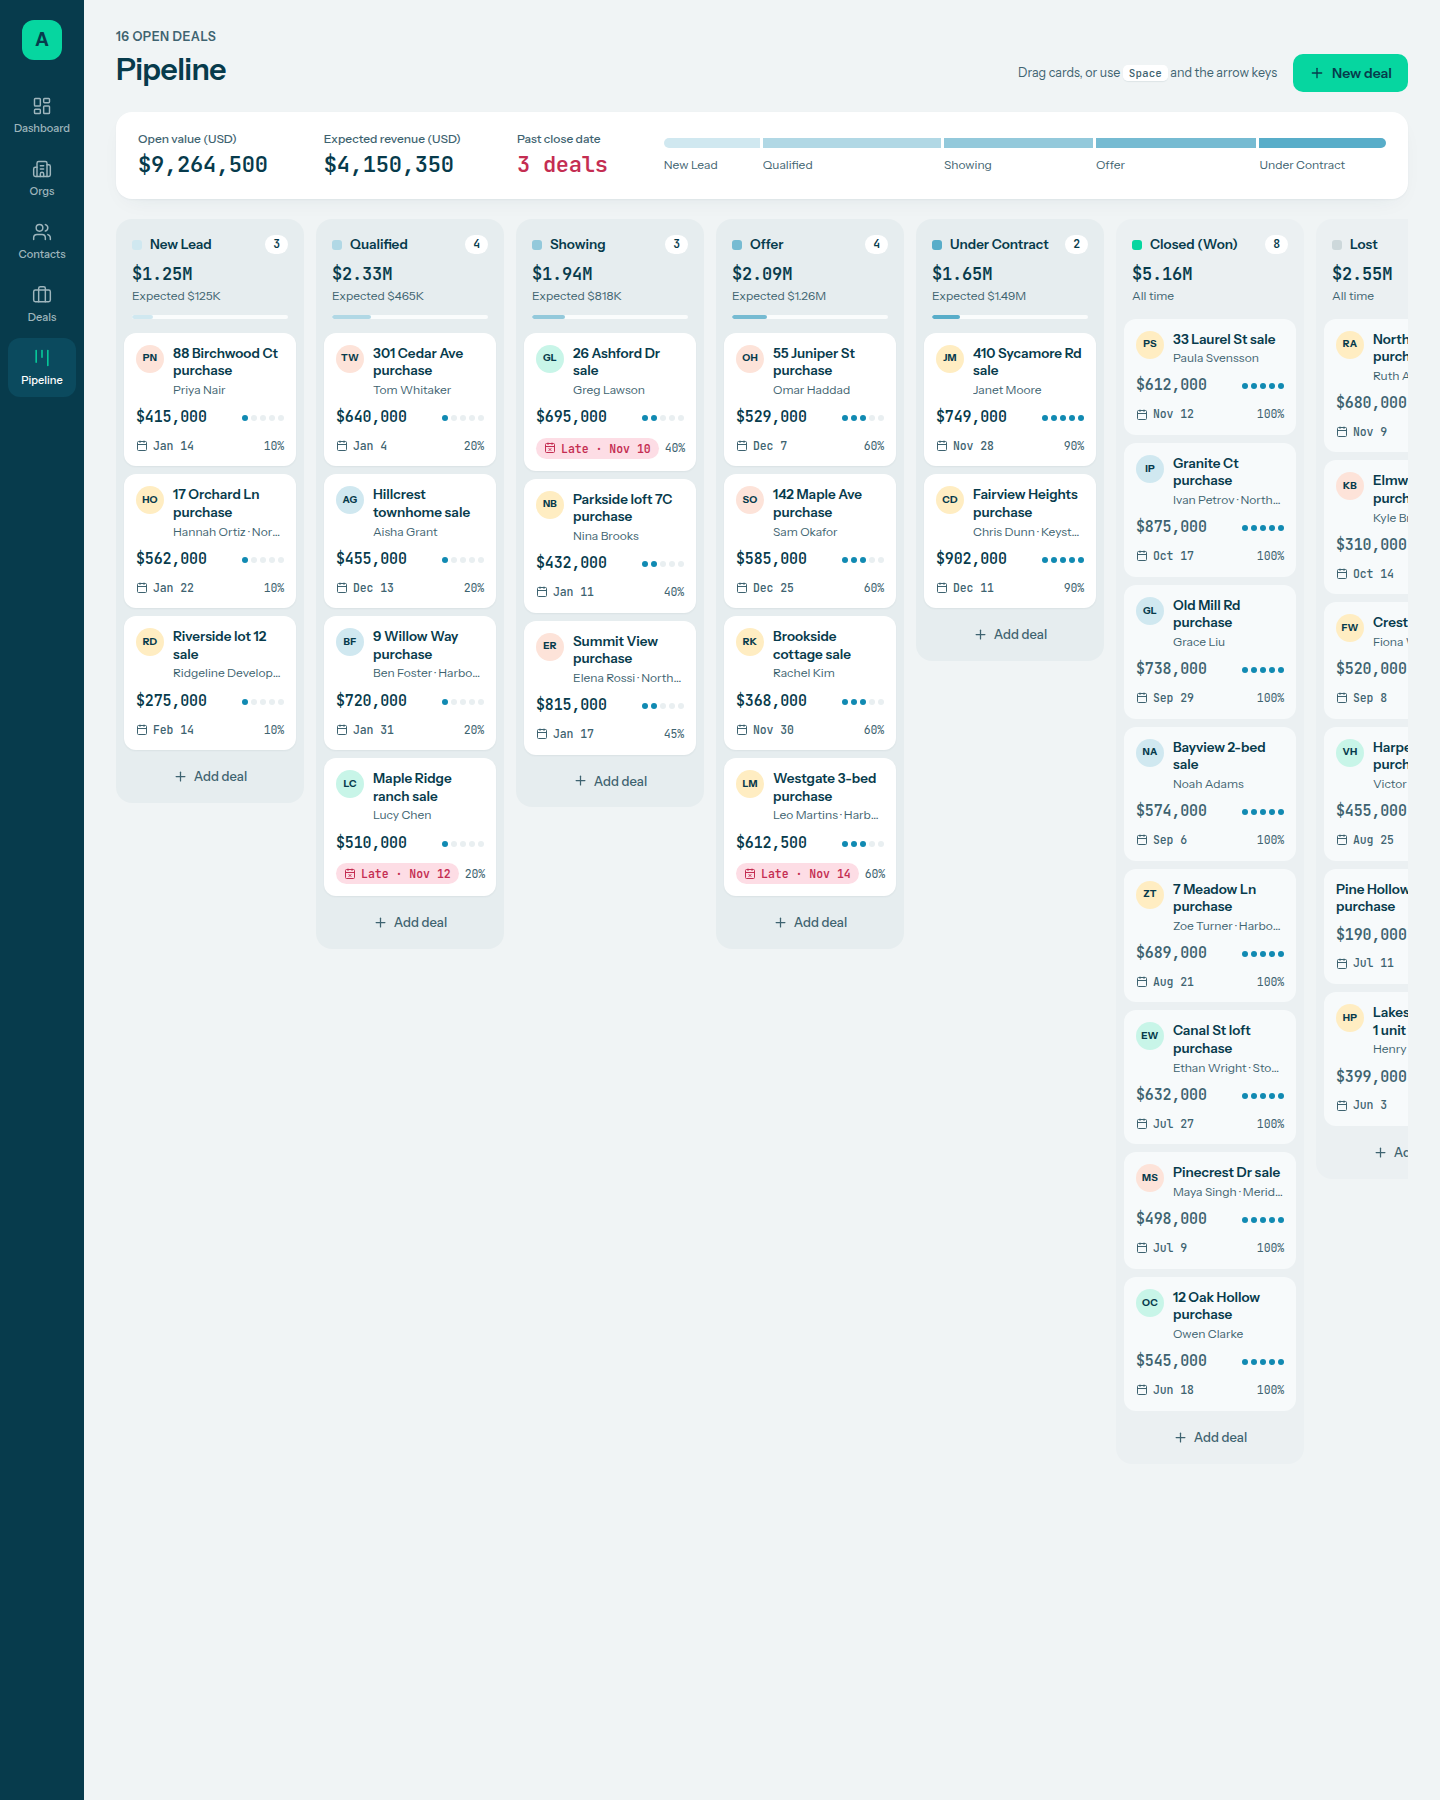 A
Dashboard
Orgs
Contacts
Deals
Pipeline
16 OPEN DEALS
Pipeline
Drag cards, or use Space and the arrow keys
New deal
Open value (USD)
$9,264,500
Expected revenue (USD)
$4,150,350
Past close date
3 deals
New Lead
Qualified
Showing
Offer
Under Contract
New Lead 3
$1.25M
Expected $125K
PN
88 Birchwood Ct
purchase
Priya Nair
$415,000
Jan 14 10%
HO
17 Orchard Ln
purchase
Hannah Ortiz · Nor...
$562,000
Jan 22 10%
RD
Riverside lot 12
sale
Ridgeline Develop...
$275,000
Feb 14 10%
Add deal
Qualified 4
$2.33M
Expected $465K
TW
301 Cedar Ave
purchase
Tom Whitaker
$640,000
Jan 4 20%
AG
Hillcrest
townhome sale
Aisha Grant
$455,000
Dec 13 20%
BF
9 Willow Way
purchase
Ben Foster · Harbo...
$720,000
Jan 31 20%
LC
Maple Ridge
ranch sale
Lucy Chen
$510,000
Late · Nov 12 20%
Add deal
Showing 3
$1.94M
Expected $818K
GL
26 Ashford Dr
sale
Greg Lawson
$695,000
Late · Nov 10 40%
NB
Parkside loft 7C
purchase
Nina Brooks
$432,000
Jan 11 40%
ER
Summit View
purchase
Elena Rossi · North...
$815,000
Jan 17 45%
Add deal
Offer 4
$2.09M
Expected $1.26M
OH
55 Juniper St
purchase
Omar Haddad
$529,000
Dec 7 60%
SO
142 Maple Ave
purchase
Sam Okafor
$585,000
Dec 25 60%
RK
Brookside
cottage sale
Rachel Kim
$368,000
Nov 30 60%
LM
Westgate 3-bed
purchase
Leo Martins · Harb...
$612,500
Late · Nov 14 60%
Add deal
Under Contract 2
$1.65M
Expected $1.49M
JM
410 Sycamore Rd
sale
Janet Moore
$749,000
Nov 28 90%
CD
Fairview Heights
purchase
Chris Dunn · Keyst...
$902,000
Dec 11 90%
Add deal
Closed (Won) 8
$5.16M
All time
PS
33 Laurel St sale
Paula Svensson
$612,000
Nov 12 100%
IP
Granite Ct
purchase
Ivan Petrov · North...
$875,000
Oct 17 100%
GL
Old Mill Rd
purchase
Grace Liu
$738,000
Sep 29 100%
NA
Bayview 2-bed
sale
Noah Adams
$574,000
Sep 6 100%
ZT
7 Meadow Ln
purchase
Zoe Turner · Harbo...
$689,000
Aug 21 100%
EW
Canal St loft
purchase
Ethan Wright · Sto...
$632,000
Jul 27 100%
MS
Pinecrest Dr sale
Maya Singh · Merid...
$498,000
Jul 9 100%
OC
12 Oak Hollow
purchase
Owen Clarke
$545,000
Jun 18 100%
Add deal
Lost
$2.55M
All time
RA
North
purch
Ruth A
$680,000
Nov 9
KB
Elmw
purch
Kyle Br
$310,000
Oct 14
FW
Crest
Fiona
$520,000
Sep 8
VH
Harpe
purch
Victor
$455,000
Aug 25
Pine Hollow
purchase
$190,000
Jul 11
HP
Lakes
1 unit
Henry
$399,000
Jun 3
Ad